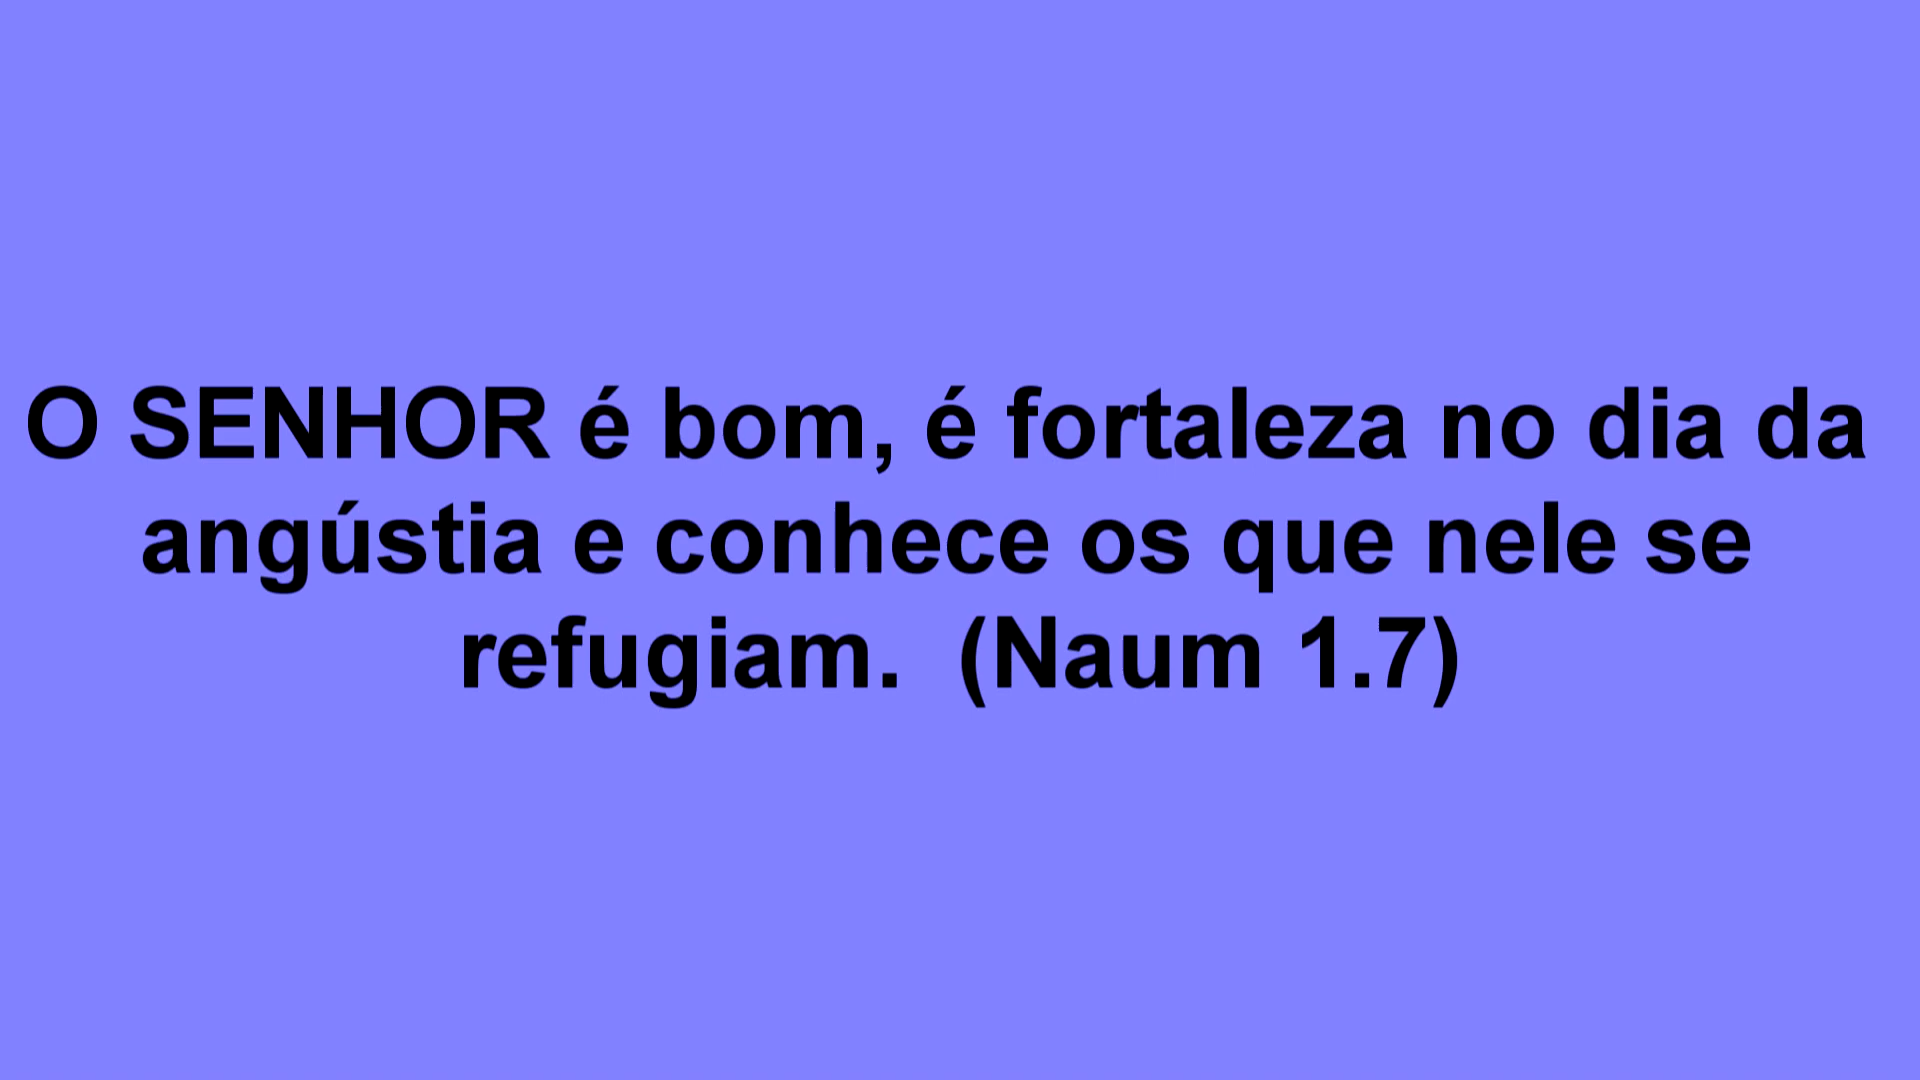 O SENHOR é bom, é fortaleza no dia da
angústia e conhece os que nele se
refugiam.  (Naum 1.7)